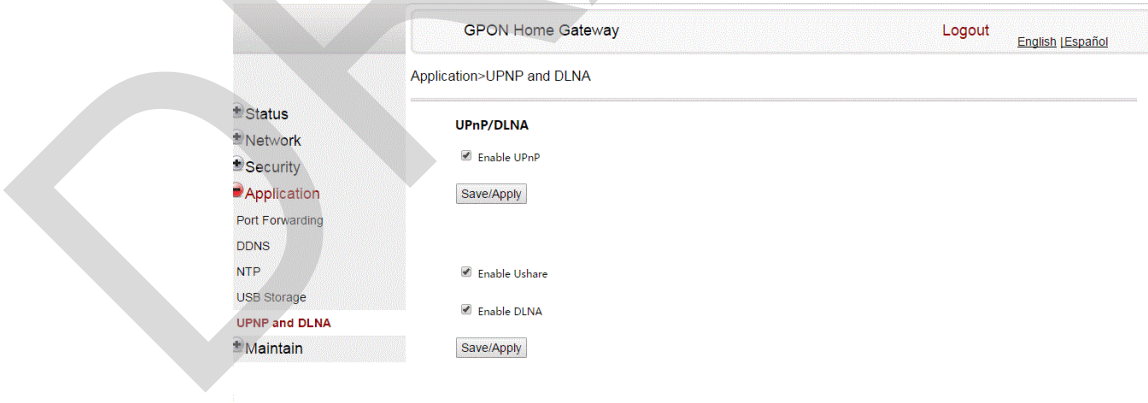 GPON Home Gateway
Logout
English |Español
Application>UPNP and DLNA
Status
Network
Security
Application
Port Forwarding
DDNS
NTP
USB Storage
UPNP and DLNA
Maintain
UPnP/DLNA
Enable UPnP
Save/Apply
Enable Ushare
Enable DLNA
Save/Apply